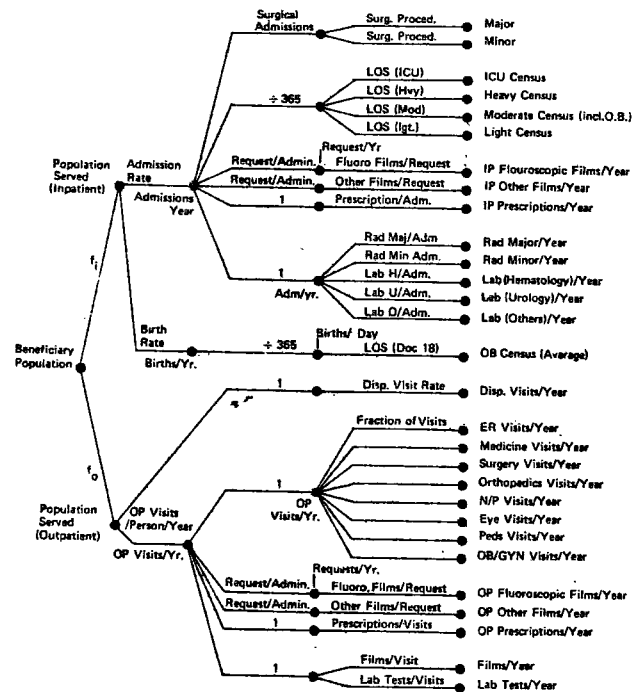 Surgical
Admissions
Surg. Proced.
Major
Surg. Proced.
Minor
÷ 365
LOS (ICU)
ICU Census
LOS (Hvy)
Heavy Census
LOS (Mod)
Moderate Census (incl.O.B.)
LOS (lgt.)
Light Census
Population
Served
(Inpatient)
Admission
Rate
Admissions
Year
Request/Yr
Request/Admin.
Fluoro Films/Request
IP Flouroscopic Films/Year
Request/Admin.
Other Films/Request
IP Other Films/Year
1
Prescription/Adm.
IP Prescriptions/Year
1
Adm/yr.
Rad Maj/Adm
Rad Major/Year
Rad Min Adm.
Rad Minor/Year
Lab H/Adm.
Lab (Hematology)/Year
Lab U/Adm.
Lab (Urology)/Year
Lab O/Adm.
Lab (Others)/Year
fi
Birth
Rate
Births/Yr.
÷ 365
Births/ Day
LOS (Doc 18)
OB Census (Avarage)
Beneficiary
Population
1
Disp. Visit Rate
Disp. Visits/Year
fo
Population
Served
(Outpatient)
OP Visits
/Person/Year
OP Visits/Yr.
1
OP
Visits/Yr.
Fraction of Visits
ER Visits/Year
Medicine Visits/Year
Surgery Visits/Year
Orthopedics Visits/Year
N/P Visits/Year
Eye Visits/Year
Peds Visits/Year
OB/GYN Visits/Year
Requests/Yr.
Request/Admin.
Fluoro, Films/Request
OP Fluoroscopic Films/Year
Request/Admin.
Other Films/Request
OP Other Films/Year
1
Prescriptions/Visits
OP Prescriptions/Year
1
Films/Visit
Films/Year
Lab Tests/Visits
Lab Tests/Year